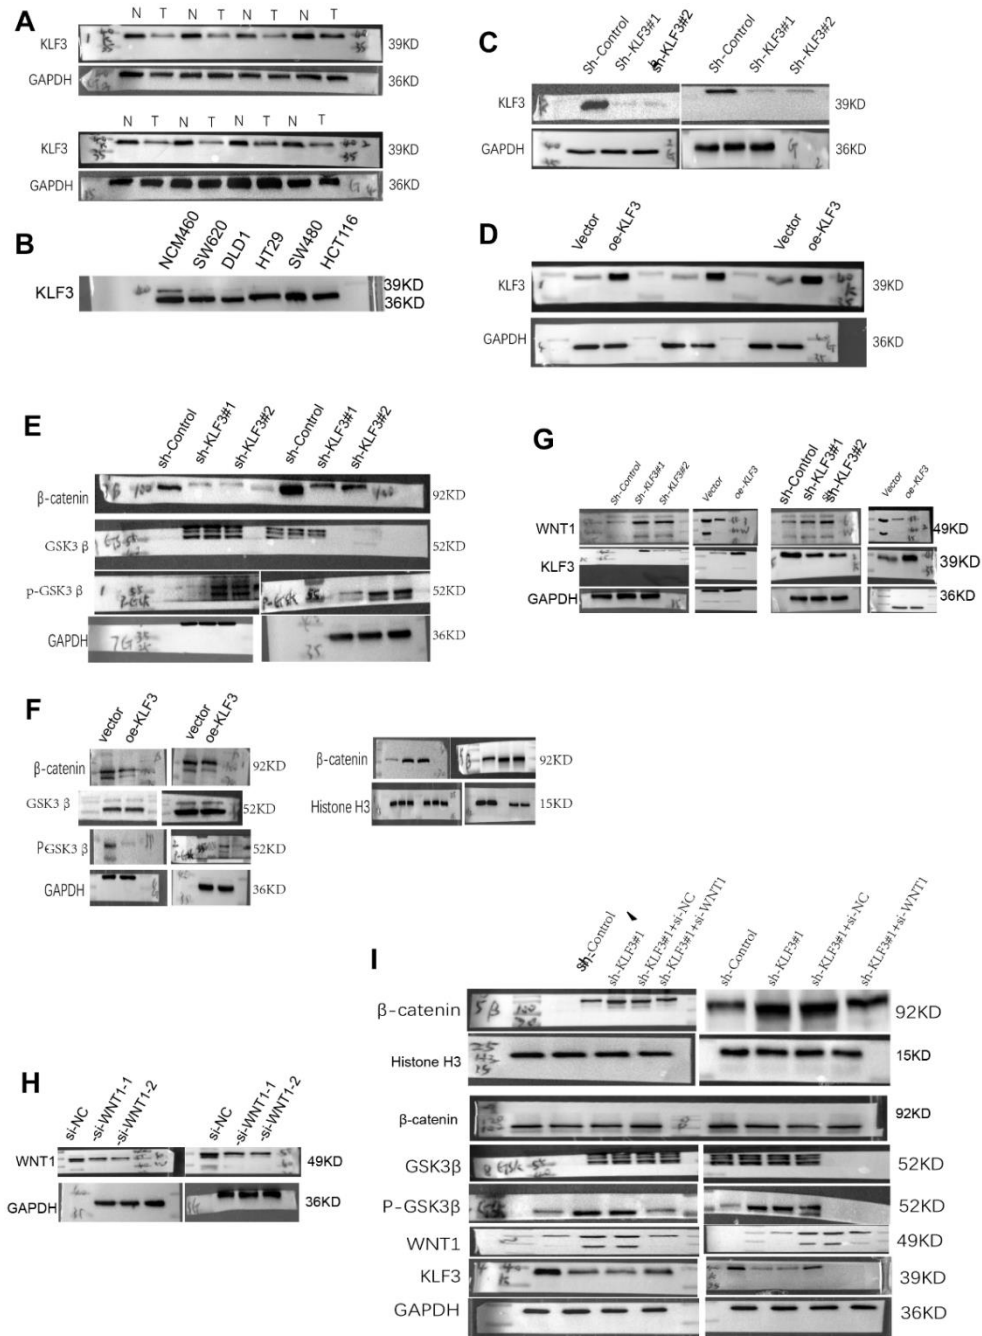 A
N T N T N T N T
KLF3 39KD
GAPDH 36KD
N T N T N T N T
KLF3 39KD
GAPDH 36KD
B
NCM460 SW620 DLD1 HT29 SW480 HCT116
KLF3 39KD
36KD
C
Sh-Control Sh-KLF3#1 sh-KLF3#2 Sh-Control Sh-KLF3#1 Sh-KLF3#2
KLF3 39KD
GAPDH 36KD
D
Vector oe-KLF3 Vector oe-KLF3
KLF3 39KD
GAPDH 36KD
E
sh-Control sh-KLF3#1 sh-KLF3#2 sh-Control sh-KLF3#1 sh-KLF3#2
β-catenin 92KD
GSK3 β 52KD
p-GSK3 β 52KD
GAPDH 36KD
G
Sh-Control Sh-KLF3#1 Sh-KLF3#2 Vector oe-KLF3 sh-Control sh-KLF3#1 sh-KLF3#2 Vector oe-KLF3
WNT1 49KD
KLF3 39KD
GAPDH 36KD
F
vector oe-KLF3 vector oe-KLF3
β-catenin 92KD
GSK3 β 52KD
PGSK3 β 52KD
GAPDH 36KD
β-catenin 92KD
Histone H3 15KD
H
si-NC -si-WNT1-1 -si-WNT1-2 si-NC -si-WNT1-1 -si-WNT1-2
WNT1 49KD
GAPDH 36KD
I
sh-Control sh-KLF3#1 sh-KLF3#1+si-NC sh-KLF3#1+si-WNT1 sh-Control sh-KLF3#1 sh-KLF3#1+si-NC sh-KLF3#1+si-WNT1
β-catenin 92KD
Histone H3 15KD
β-catenin 92KD
GSK3β 52KD
P-GSK3β 52KD
WNT1 49KD
KLF3 39KD
GAPDH 36KD